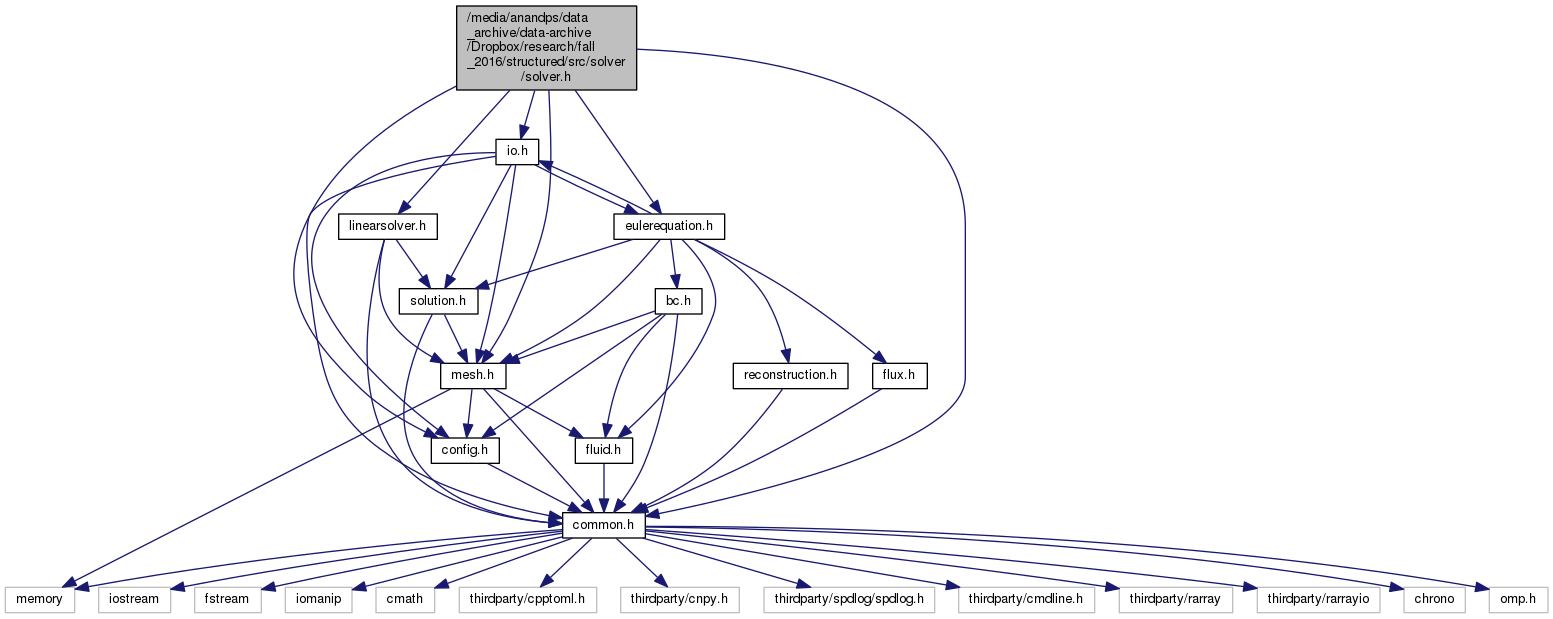 /media/anandps/data
_archive/data-archive
/Dropbox/research/fall
_2016/structured/src/solver
/solver.h
io.h
linearsolver.h
eulerequation.h
solution.h
bc.h
mesh.h
reconstruction.h
flux.h
config.h
fluid.h
common.h
memory
iostream
fstream
iomanip
cmath
thirdparty/cpptoml.h
thirdparty/cnpy.h
thirdparty/spdlog/spdlog.h
thirdparty/cmdline.h
thirdparty/rarray
thirdparty/rarrayio
chrono
omp.h